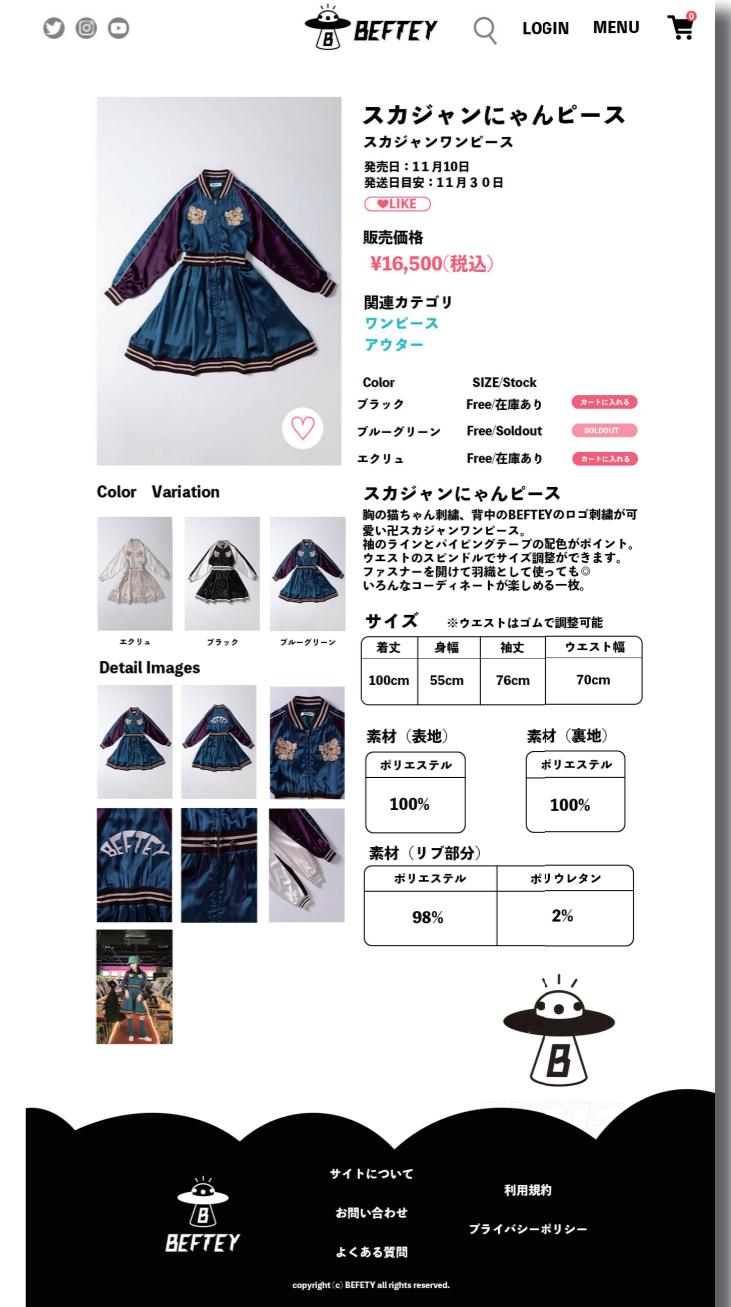 B BEFTEY
LOGIN
MENU
0
スカジャンにゃんピース
スカジャンワンピース
発売日：11月10日
発送日目安：11月３０日
LIKE
販売価格
¥16,500(税込)
関連カテゴリ
ワンピース
アウター
Color SIZE/Stock
ブラック Free/在庫あり カートに入れる
ブルーグリーン Free/Soldout SOLDOUT
エクリュ Free/在庫あり カートに入れる
Color Variation
エクリュ
ブラック
ブルーグリーン
Detail Images
BEFTEY
スカジャンにゃんピース
胸の猫ちゃん刺繍、背中のBEFTEYのロゴ刺繍が可
愛い卍スカジャンワンピース。
袖のラインとパイピングテープの配色がポイント。
ウエストのスピンドルでサイズ調整ができます。
ファスナーを開けて羽織として使っても◎
いろんなコーディネートが楽しめる一枚。
サイズ ※ウエストはゴムで調整可能
着丈 身幅 袖丈 ウエスト幅
100cm 55cm 76cm 70cm
素材（表地） 素材（裏地）
ポリエステル ポリエステル
100% 100%
素材（リブ部分）
ポリエステル ポリウレタン
98% 2%
B
BEFTEY
B
BEFTEY
サイトについて
お問い合わせ
よくある質問
利用規約
プライバシーポリシー
copyright (c) BEFETY all rights reserved.